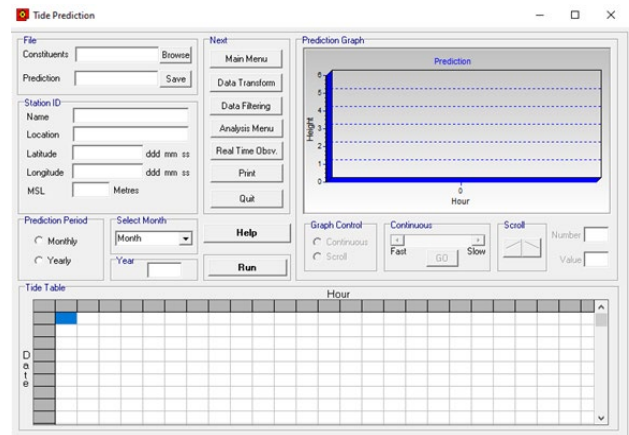 Tide Prediction
File
Constituents Browse
Prediction Save
Station ID
Name
Location
Latitude ddd mm ss
Longitude ddd mm ss
MSL Metres
Next
Main Menu
Data Transform
Data Filtering
Analysis Menu
Real Time Obsv.
Print
Quit
Prediction Graph
Prediction
6
5
4
3
2
1
0
Height
0
Hour
Prediction Period
Monthly
Yearly
Select Month
Month
Year
Help
Run
Graph Control
Continuous
Scroll
Continuous
Fast GO Slow
Scroll
Number
Value
Tide Table
Hour
Date